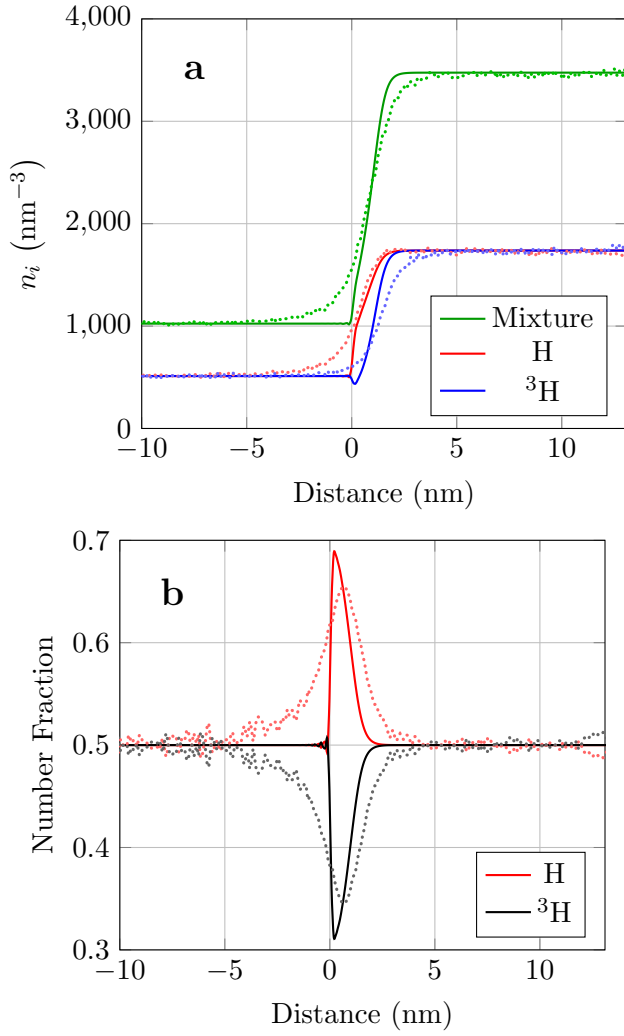 4,000
a
3,000
nᵢ (nm⁻³)
2,000
1,000
0
Mixture
H
³H
−10 −5 0 5 10
Distance (nm)
0.7
b
0.6
Number Fraction
0.5
0.4
H
³H
0.3
−10 −5 0 5 10
Distance (nm)